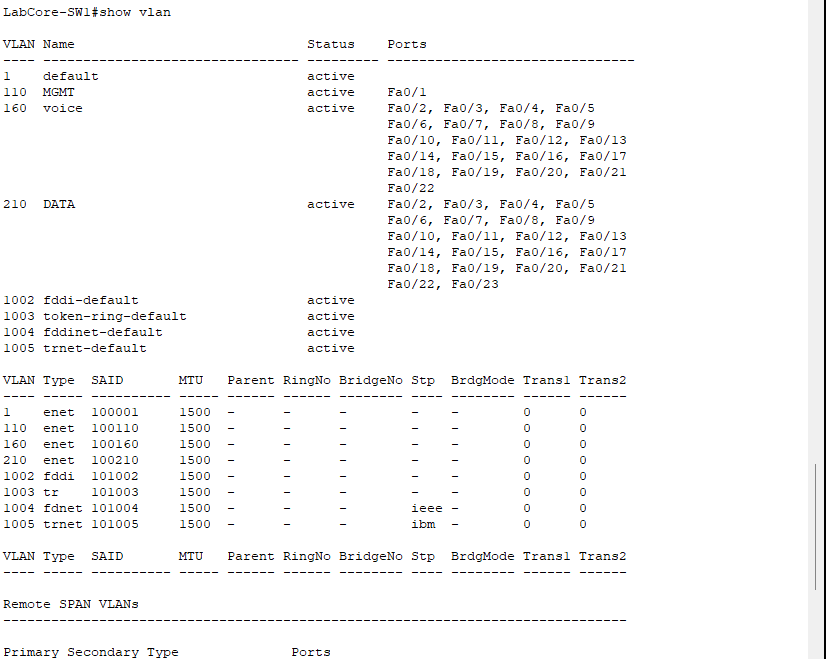 LabCore-SW1#show vlan
VLAN Name                             Status    Ports
---- -------------------------------- --------- -------------------------------
1    default                          active
110  MGMT                             active    Fa0/1
160  voice                            active    Fa0/2, Fa0/3, Fa0/4, Fa0/5
                                                Fa0/6, Fa0/7, Fa0/8, Fa0/9
                                                Fa0/10, Fa0/11, Fa0/12, Fa0/13
                                                Fa0/14, Fa0/15, Fa0/16, Fa0/17
                                                Fa0/18, Fa0/19, Fa0/20, Fa0/21
                                                Fa0/22
210  DATA                             active    Fa0/2, Fa0/3, Fa0/4, Fa0/5
                                                Fa0/6, Fa0/7, Fa0/8, Fa0/9
                                                Fa0/10, Fa0/11, Fa0/12, Fa0/13
                                                Fa0/14, Fa0/15, Fa0/16, Fa0/17
                                                Fa0/18, Fa0/19, Fa0/20, Fa0/21
                                                Fa0/22, Fa0/23
1002 fddi-default                     active
1003 token-ring-default               active
1004 fddinet-default                  active
1005 trnet-default                    active
VLAN Type  SAID       MTU   Parent RingNo BridgeNo Stp  BrdgMode Trans1 Trans2
---- ----- ---------- ----- ------ ------ -------- ---- -------- ------ ------
1    enet  100001     1500  -      -      -        -    -        0      0
110  enet  100110     1500  -      -      -        -    -        0      0
160  enet  100160     1500  -      -      -        -    -        0      0
210  enet  100210     1500  -      -      -        -    -        0      0
1002 fddi  101002     1500  -      -      -        -    -        0      0
1003 tr    101003     1500  -      -      -        -    -        0      0
1004 fdnet 101004     1500  -      -      -        ieee -        0      0
1005 trnet 101005     1500  -      -      -        ibm  -        0      0
VLAN Type  SAID       MTU   Parent RingNo BridgeNo Stp  BrdgMode Trans1 Trans2
---- ----- ---------- ----- ------ ------ -------- ---- -------- ------ ------
Remote SPAN VLANs
------------------------------------------------------------------------------
Primary Secondary Type              Ports